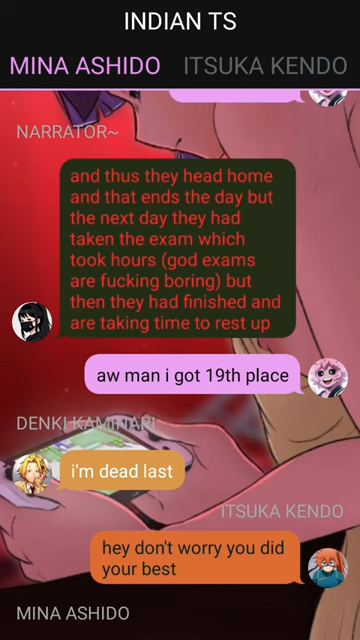 INDIAN TS
MINA ASHIDO
ITSUKA KENDO
NARRATOR~
and thus they head home
and that ends the day but
the next day they had
taken the exam which
took hours (god exams
are fucking boring) but
then they had finished and
are taking time to rest up
aw man i got 19th place
DENKI KAMINARI
i'm dead last
ITSUKA KENDO
hey don't worry you did
your best
MINA ASHIDO